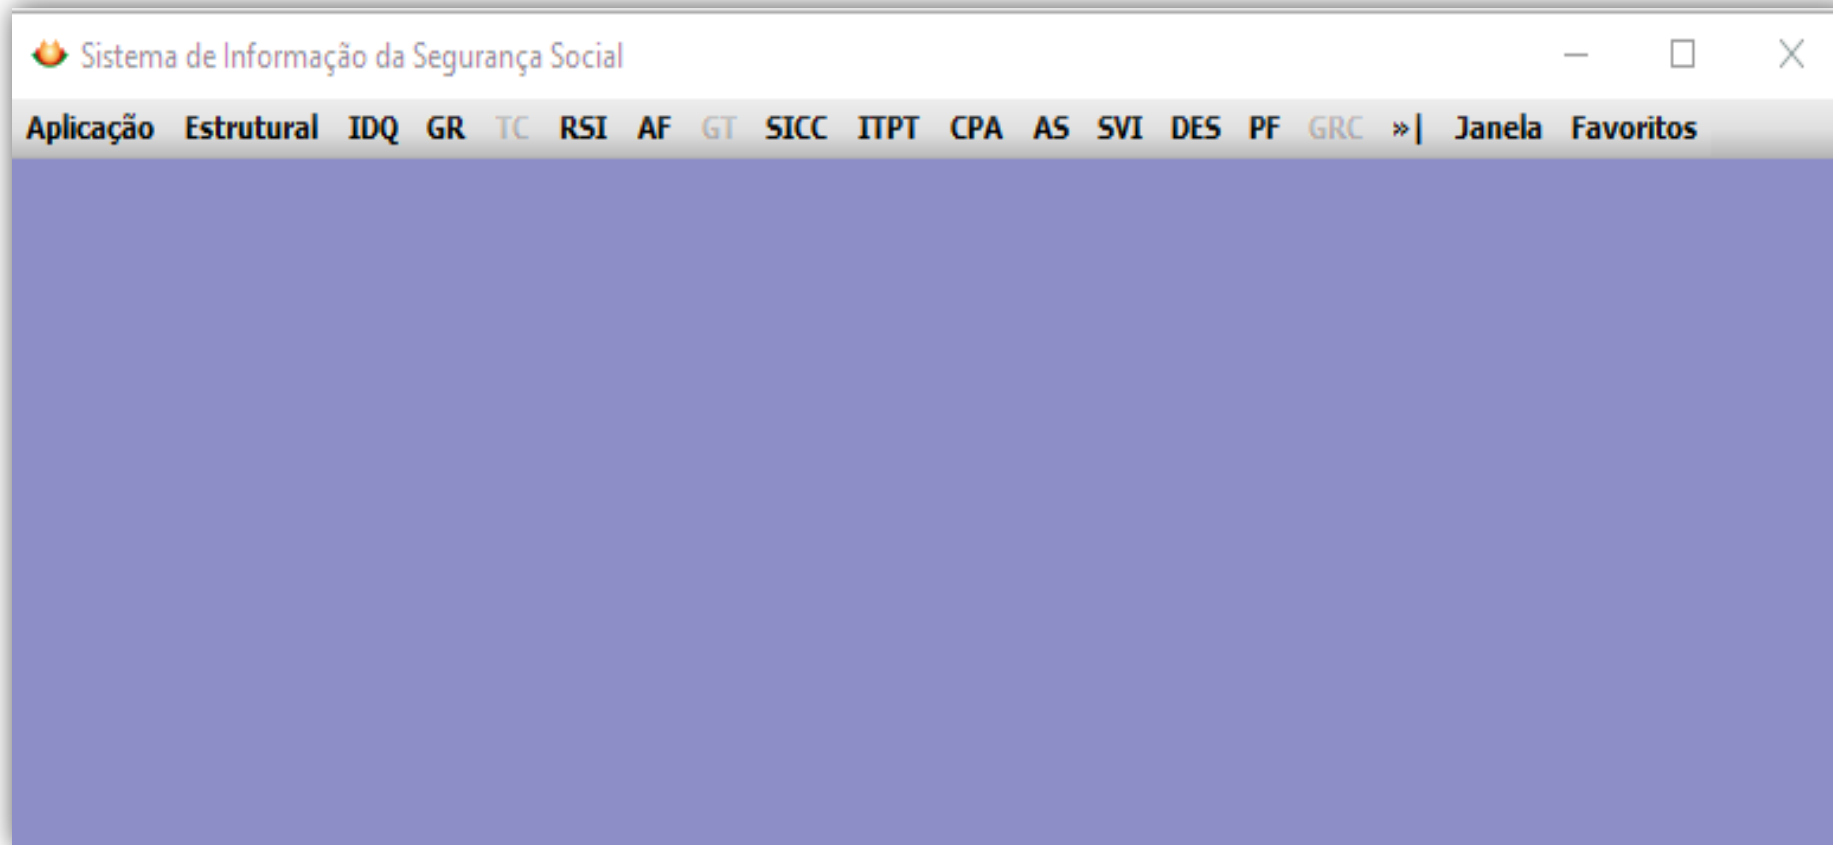 Sistema de Informação da Segurança Social
Aplicação Estrutural IDQ GR TC RSI AF GT SICC ITPT CPA AS SVI DES PF GRC »| Janela Favoritos